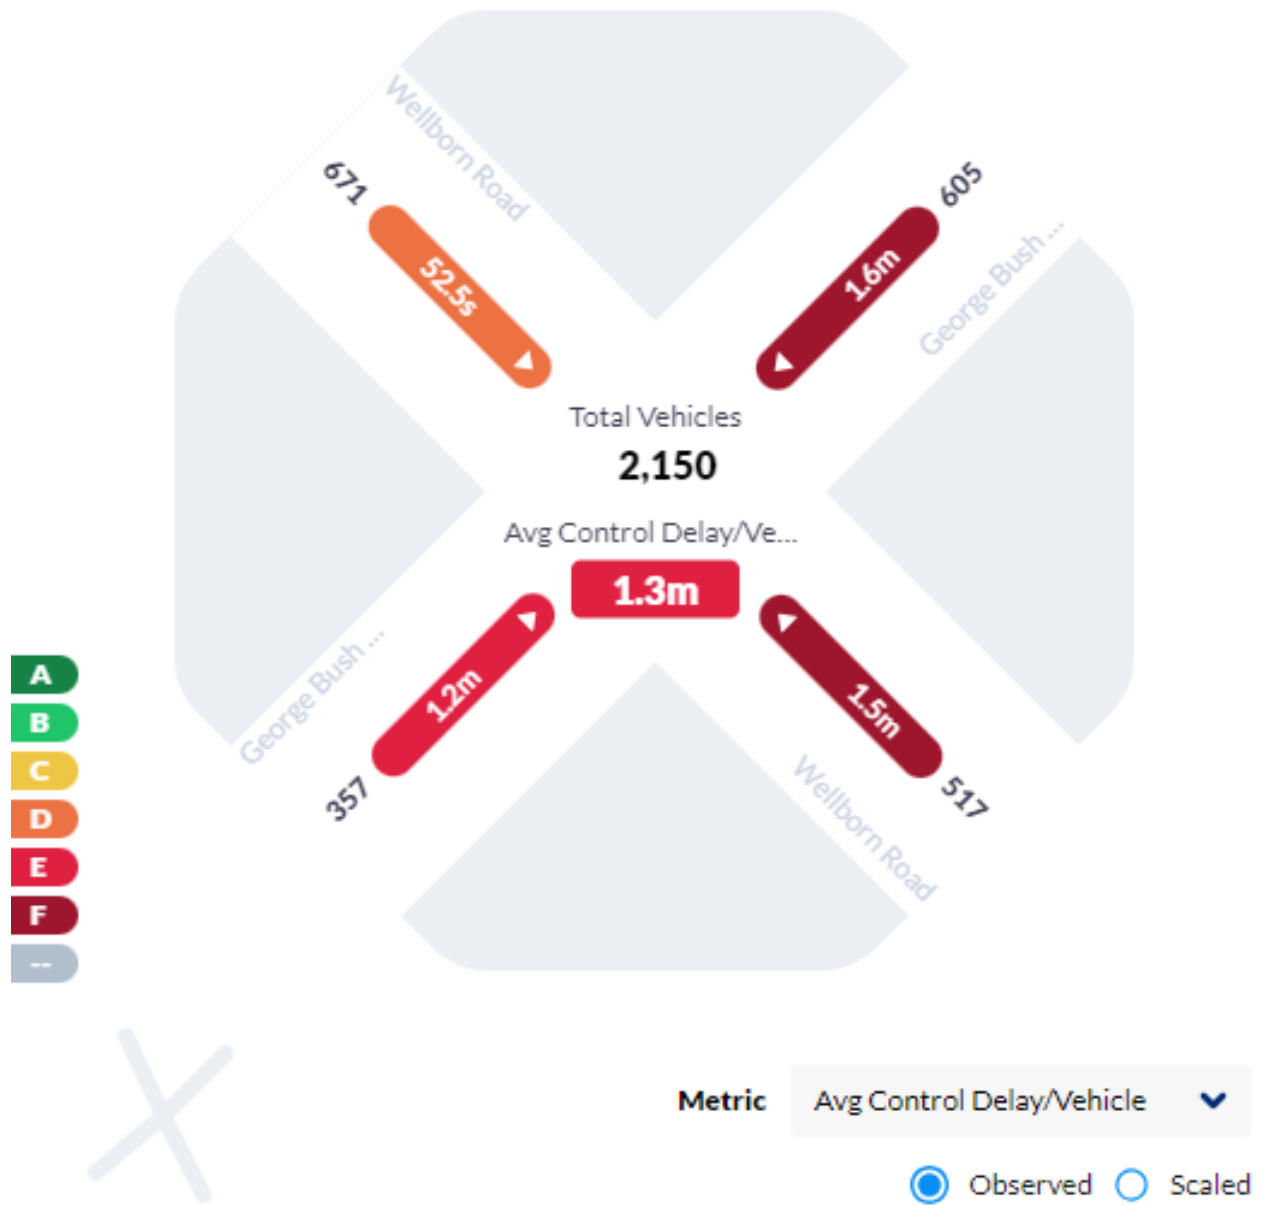 Wellborn Road
671
52.5s
605
1.6m
George Bush ...
Total Vehicles
2,150
Avg Control Delay/Ve...
1.3m
George Bush ...
1.2m
357
1.5m
517
Wellborn Road
A
B
C
D
E
F
--
Metric
Avg Control Delay/Vehicle
Observed
Scaled